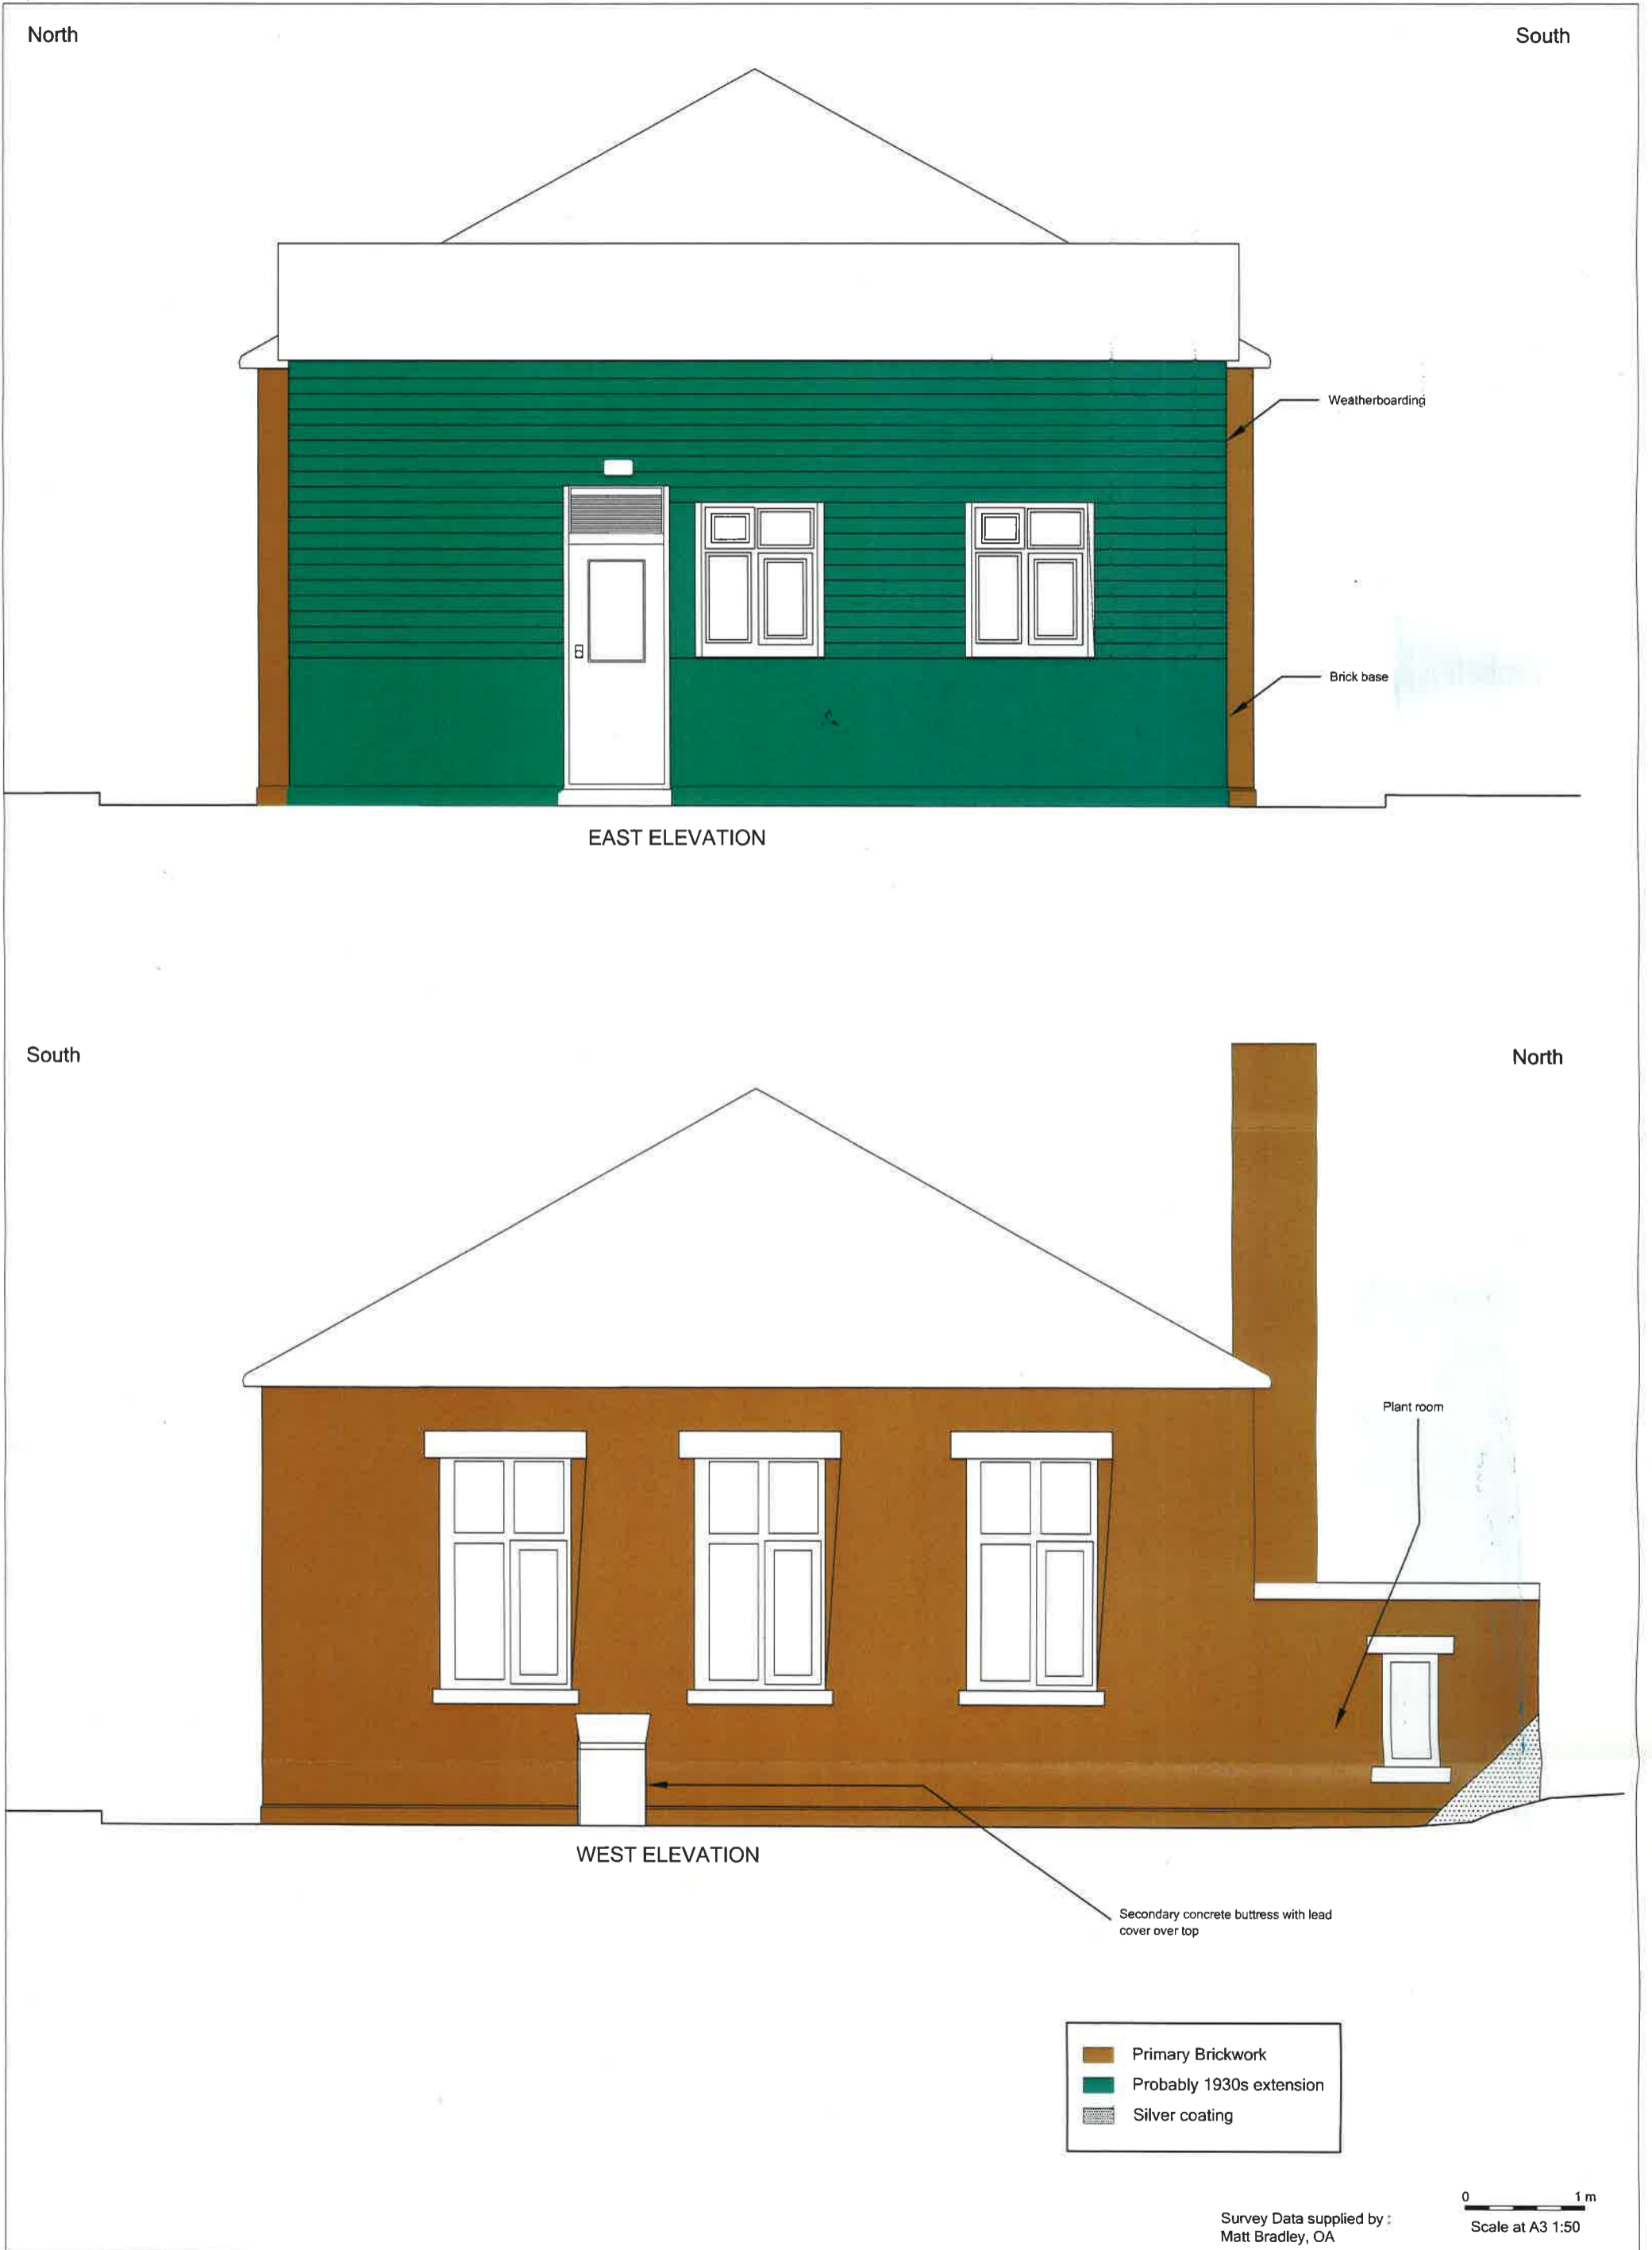 North
South
Weatherboarding
Brick base
EAST ELEVATION
South
North
Plant room
WEST ELEVATION
Secondary concrete buttress with lead
cover over top
Primary Brickwork
Probably 1930s extension
Silver coating
0 1 m
Scale at A3 1:50
Survey Data supplied by :
Matt Bradley, OA